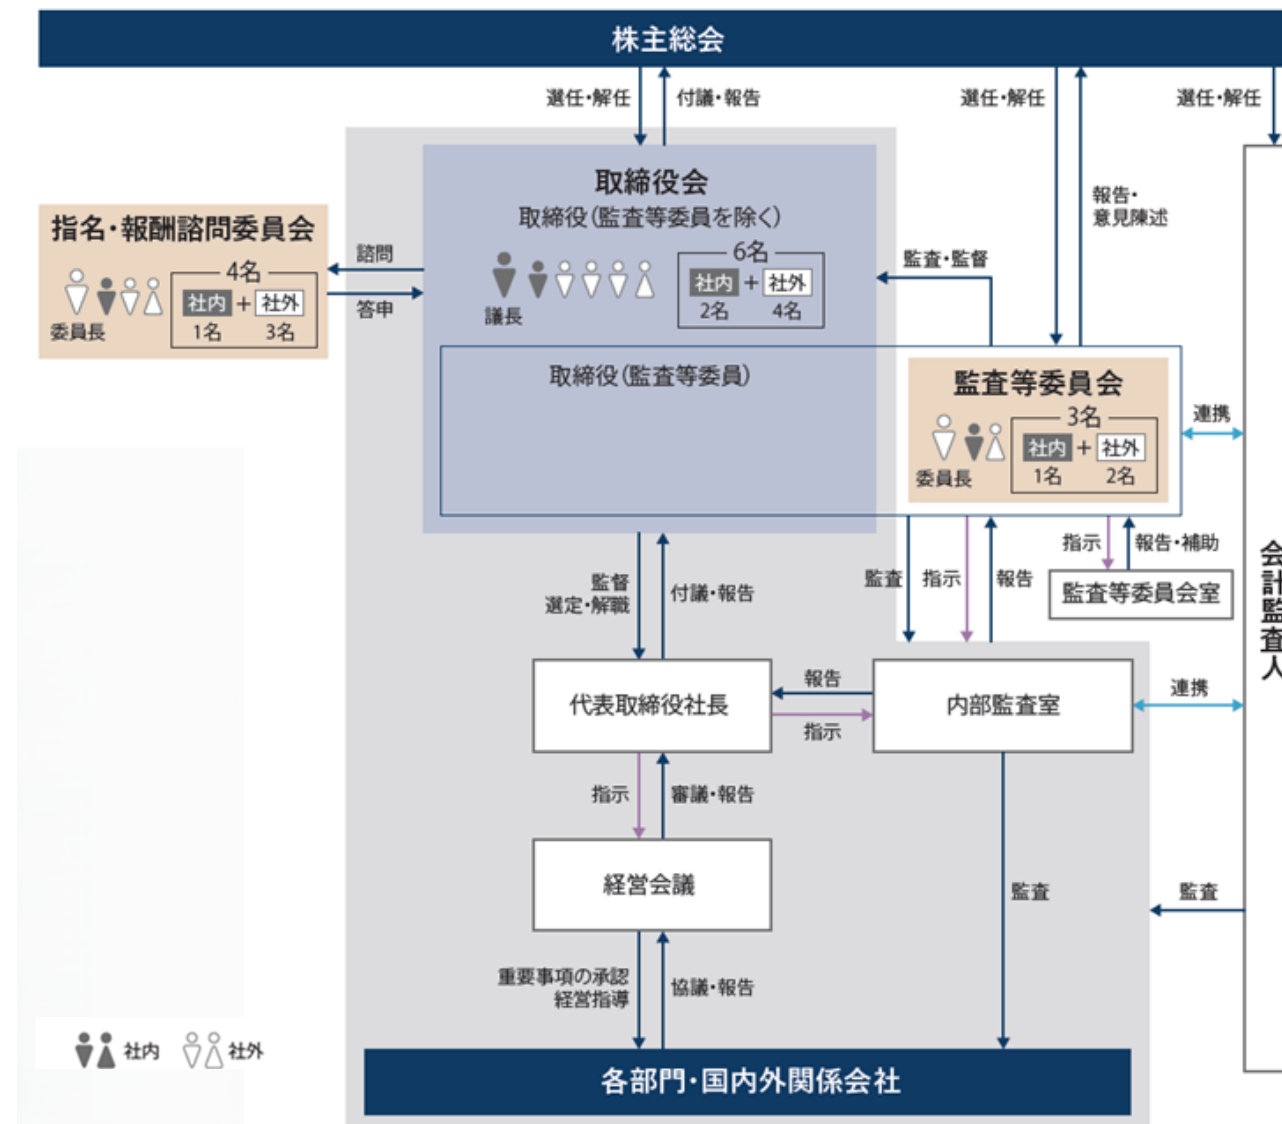 株主総会
選任・解任
付議・報告
選任・解任
報告・
意見陳述
選任・解任
取締役会
取締役(監査等委員を除く)
議長
6名
社内 + 社外
2名 4名
指名・報酬諮問委員会
委員長
4名
社内 + 社外
1名 3名
諮問
答申
監査・監督
取締役(監査等委員)
監査等委員会
委員長
3名
社内 + 社外
1名 2名
連携
監督
選定・解職
付議・報告
監査
指示
報告
指示
報告・補助
監査等委員会室
会計監査人
代表取締役社長
報告
指示
内部監査室
連携
指示
審議・報告
経営会議
監査
監査
重要事項の承認
経営指導
協議・報告
社内 社外
各部門・国内外関係会社